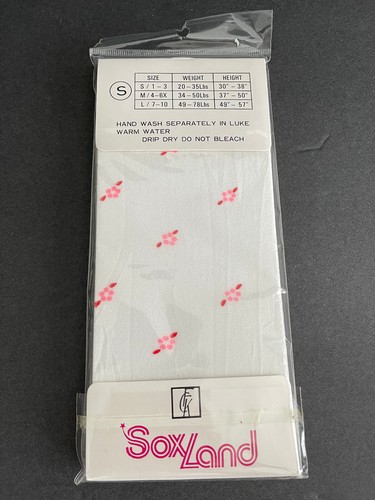 S
SIZE WEIGHT HEIGHT
S / 1 – 3 20–35Lbs 30″ – 38″
M / 4–6X 34–50Lbs 37″ – 50″
L / 7–10 49–78Lbs 49″ – 57″
HAND WASH SEPARATELY IN LUKE
WARM WATER
DRIP DRY DO NOT BLEACH
SoxLand